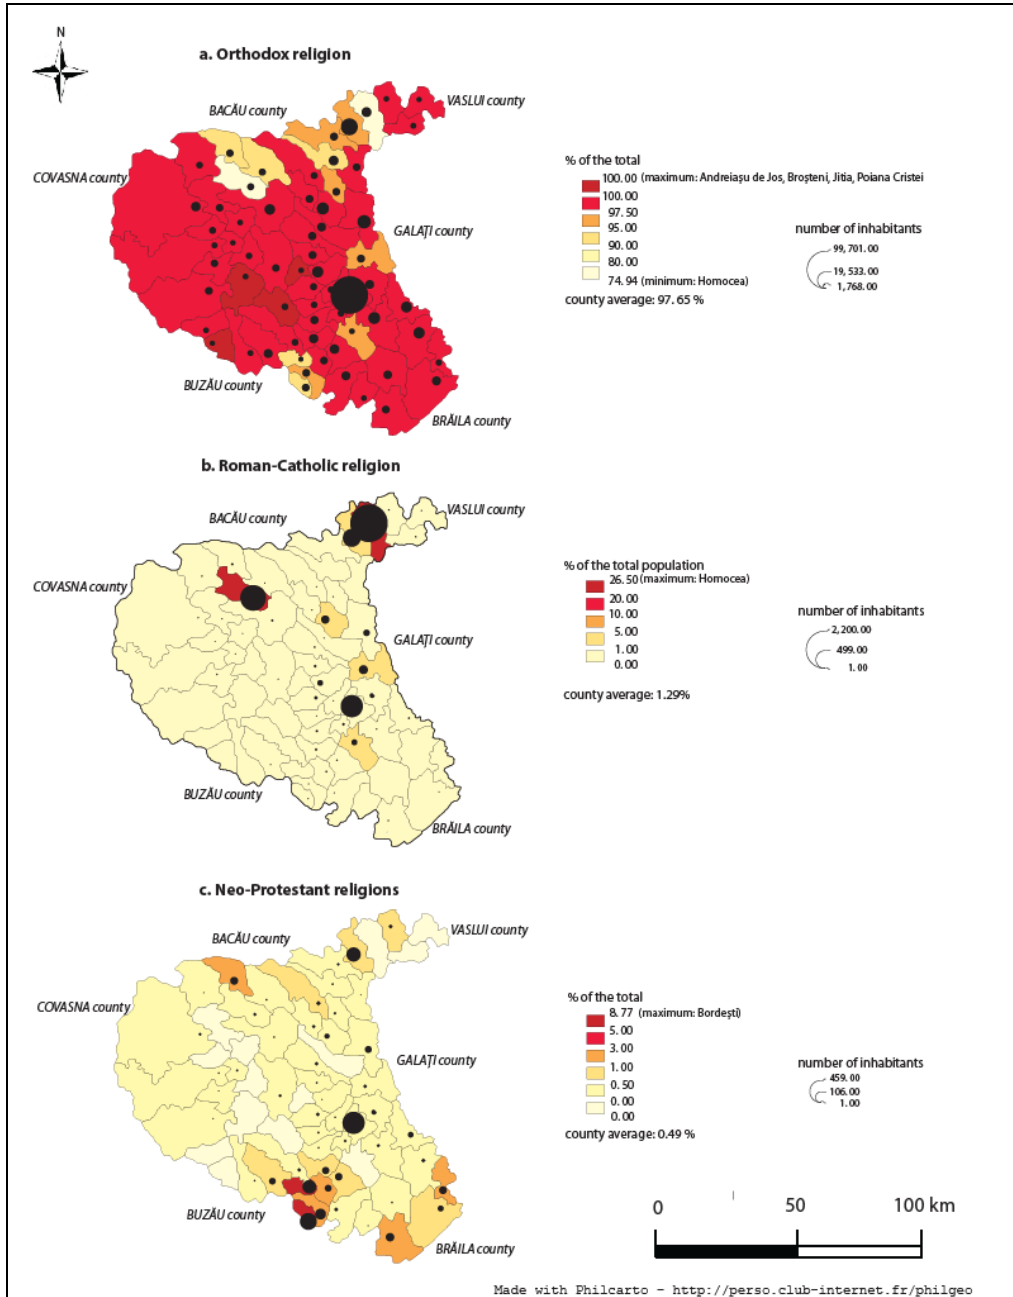 N
a. Orthodox religion
VASLUI county
BACĂU county
COVASNA county
GALAŢI county
BUZĂU county
BRĂILA county
% of the total
100.00 (maximum: Andreiaşu de Jos, Broşteni, Jitia, Poiana Cristei
100.00
97.50
95.00
90.00
80.00
74.94 (minimum: Homocea)
county average: 97.65 %
number of inhabitants
99,701.00
19,533.00
1,768.00
b. Roman-Catholic religion
BACĂU county
VASLUI county
COVASNA county
GALAŢI county
BUZĂU county
BRĂILA county
% of the total population
26.50 (maximum: Homocea)
20.00
10.00
5.00
1.00
0.00
county average: 1.29%
number of inhabitants
2,200.00
499.00
1.00
c. Neo-Protestant religions
BACĂU county
VASLUI county
COVASNA county
GALAŢI county
BUZĂU county
BRĂILA county
% of the total
8.77 (maximum: Bordeşti)
5.00
3.00
1.00
0.50
0.00
0.00
county average: 0.49 %
number of inhabitants
459.00
106.00
1.00
0 50 100 km
Made with Philcarto - http://perso.club-internet.fr/philgeo